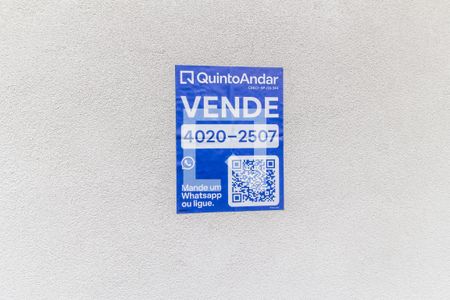 QuintoAndar
VENDE
4020-2507
Mande um
Whatsapp
ou ligue.